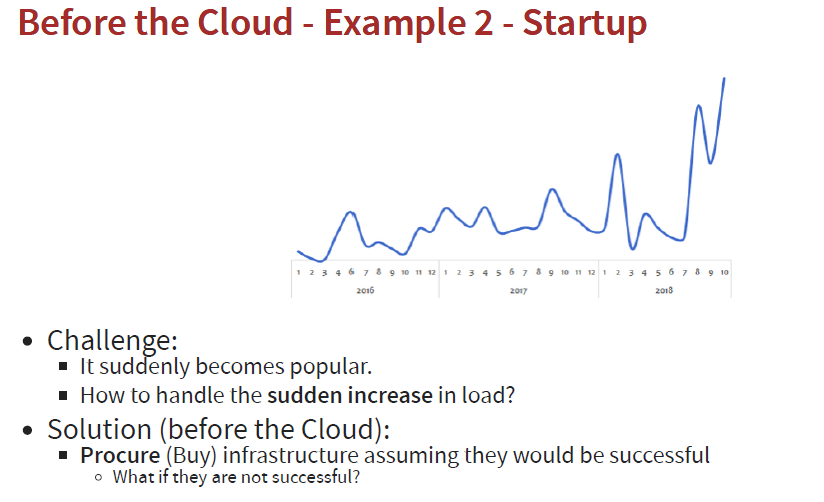 Before the Cloud - Example 2 - Startup
1 2 3 4 6 7 8 9 10 11 12 1 2 3 4 5 6 7 8 9 10 11 12 1 2 3 4 5 6 7 8 9 10
2016 2017 2018
• Challenge:
▪ It suddenly becomes popular.
▪ How to handle the sudden increase in load?
• Solution (before the Cloud):
▪ Procure (Buy) infrastructure assuming they would be successful
◦ What if they are not successful?